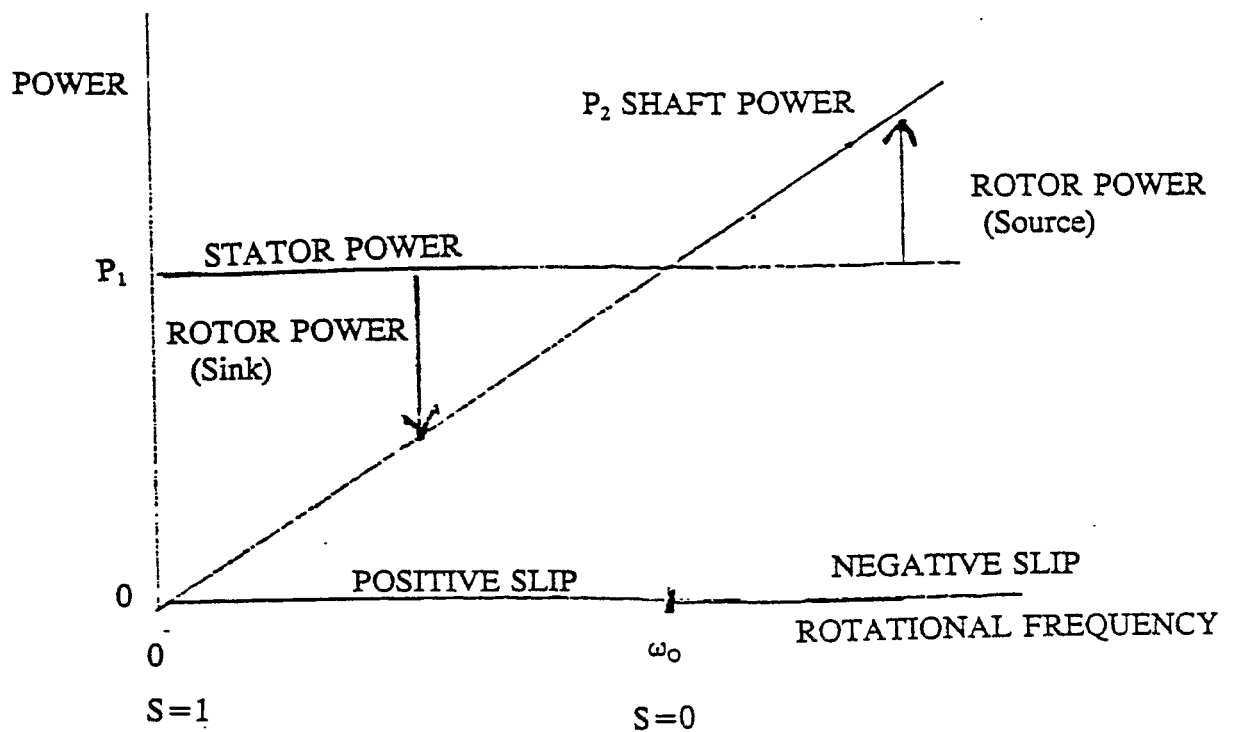 POWER
P₂ SHAFT POWER
ROTOR POWER
(Source)
STATOR POWER
P₁
ROTOR POWER
(Sink)
NEGATIVE SLIP
POSITIVE SLIP
0
ROTATIONAL FREQUENCY
0
ω₀
S=1
S=0